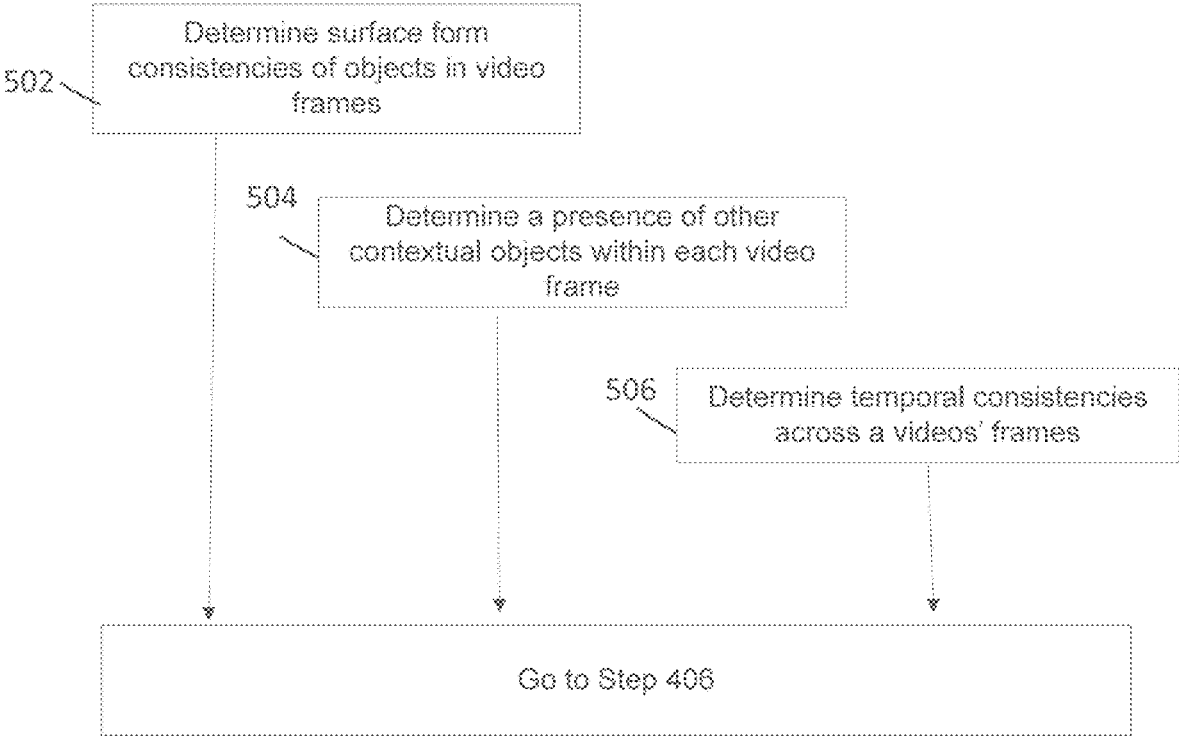 Determine surface form
consistencies of objects in video
frames
502
504
Determine a presence of other
contextual objects within each video
frame
506
Determine temporal consistencies
across a videos' frames
Go to Step 406